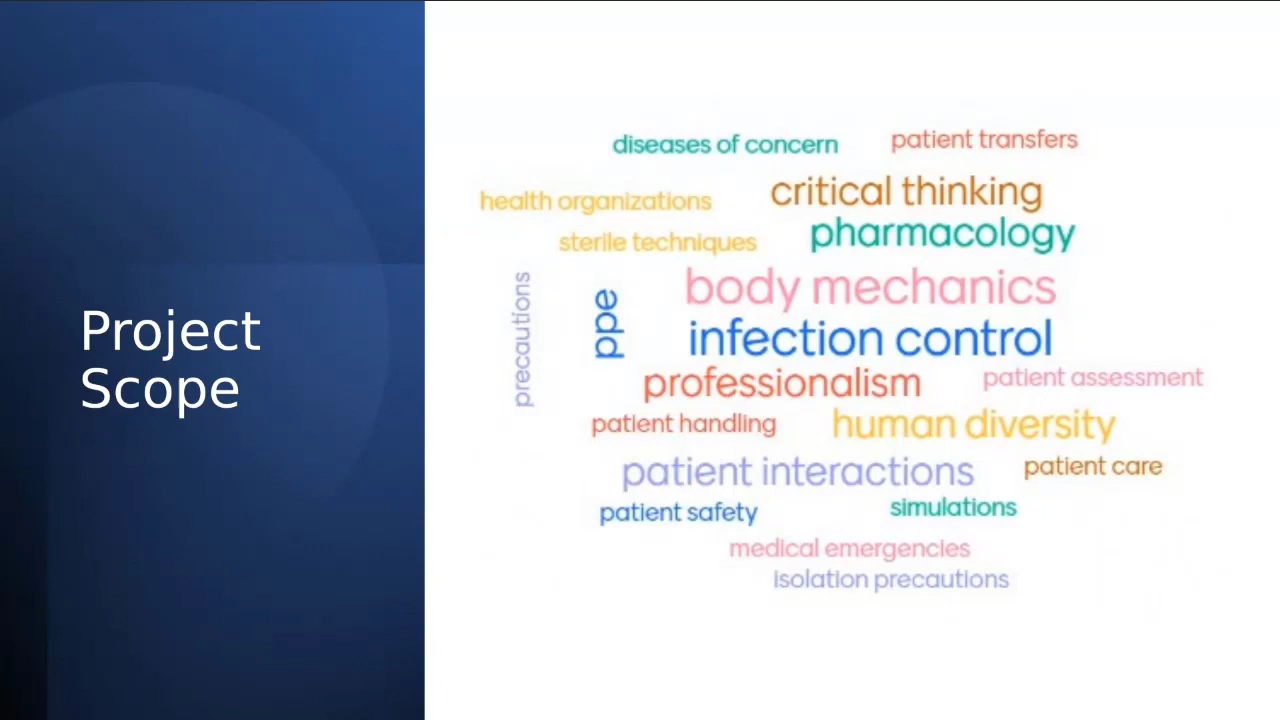 Project
Scope
diseases of concern
patient transfers
health organizations
critical thinking
sterile techniques
pharmacology
precautions
ppe
body mechanics
infection control
professionalism
patient assessment
patient handling
human diversity
patient interactions
patient care
patient safety
simulations
medical emergencies
isolation precautions